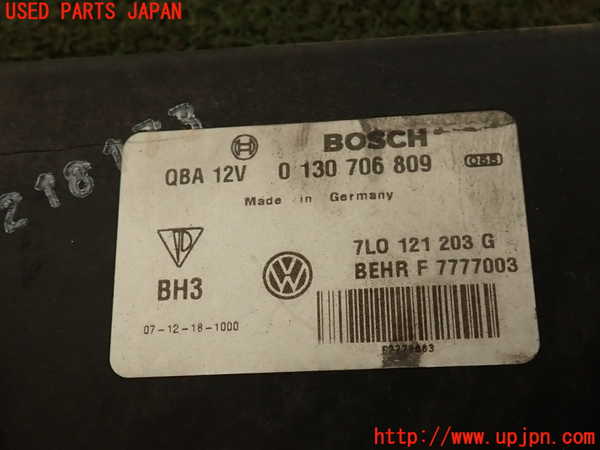 USED PARTS JAPAN
BOSCH
QBA 12V 0 130 706 809
Made in Germany
7L0 121 203 G
BH3
BEHR F 7777003
07-12-18-1000
http://www.upjpn.com/